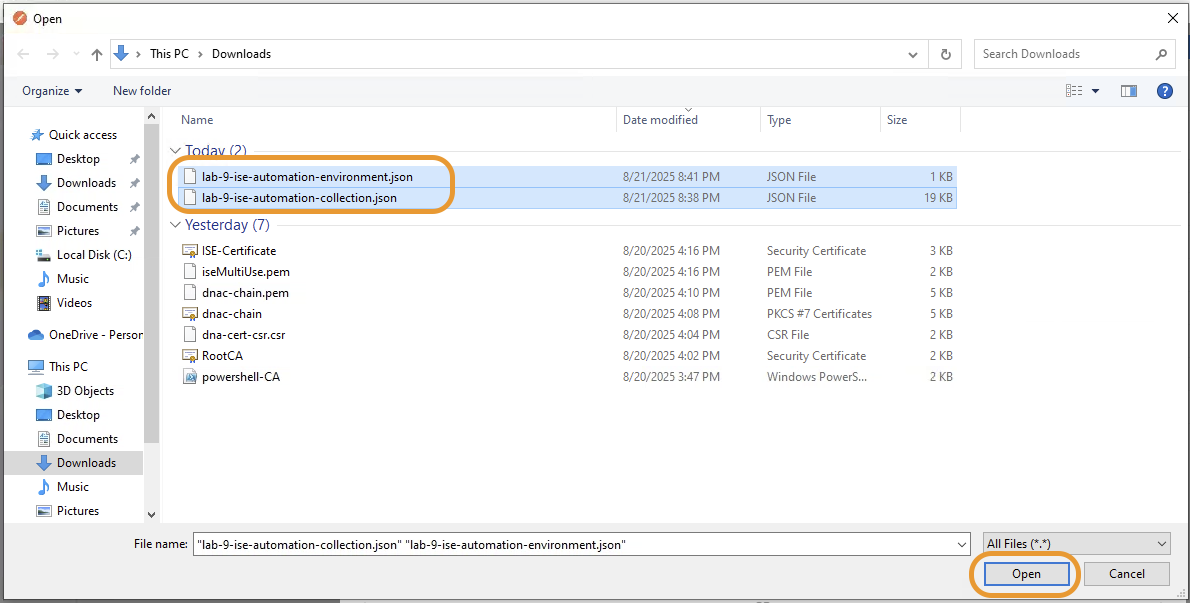 Open
This PC > Downloads
Search Downloads
Organize New folder
Name Date modified Type Size
Quick access
Desktop
Downloads
Documents
Pictures
Local Disk (C:)
Music
Videos
OneDrive - Person
This PC
3D Objects
Desktop
Documents
Downloads
Music
Pictures
Today (2)
lab-9-ise-automation-environment.json 8/21/2025 8:41 PM JSON File 1 KB
lab-9-ise-automation-collection.json 8/21/2025 8:38 PM JSON File 19 KB
Yesterday (7)
ISE-Certificate 8/20/2025 4:16 PM Security Certificate 3 KB
iseMultiUse.pem 8/20/2025 4:16 PM PEM File 2 KB
dnac-chain.pem 8/20/2025 4:10 PM PEM File 5 KB
dnac-chain 8/20/2025 4:08 PM PKCS #7 Certificates 5 KB
dna-cert-csr.csr 8/20/2025 4:04 PM CSR File 2 KB
RootCA 8/20/2025 4:02 PM Security Certificate 2 KB
powershell-CA 8/20/2025 3:47 PM Windows PowerS... 2 KB
File name: "lab-9-ise-automation-collection.json" "lab-9-ise-automation-environment.json" All Files (*.*)
Open Cancel